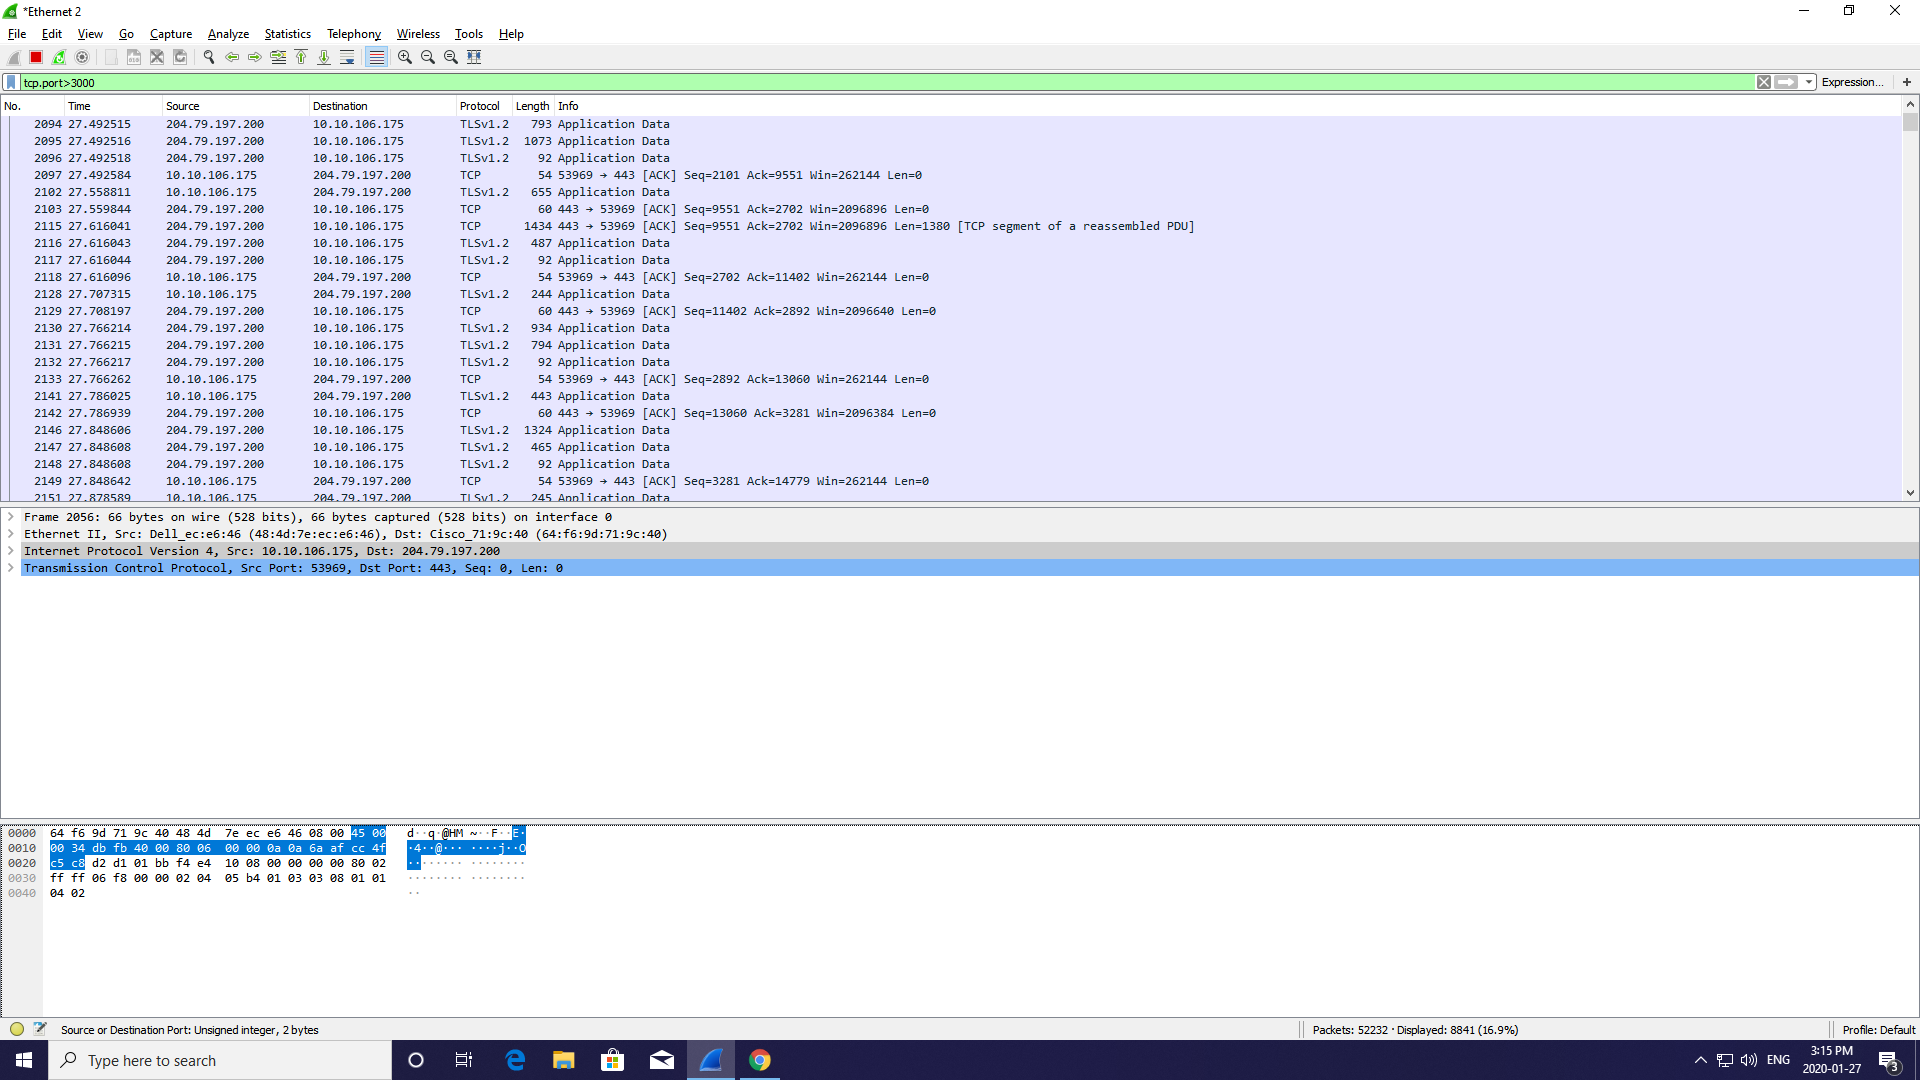 *Ethernet 2
File Edit View Go Capture Analyze Statistics Telephony Wireless Tools Help
tcp.port>3000 Expression... +
No. Time Source Destination Protocol Length Info
2094 27.492515 204.79.197.200 10.10.106.175 TLSv1.2 793 Application Data
2095 27.492516 204.79.197.200 10.10.106.175 TLSv1.2 1073 Application Data
2096 27.492518 204.79.197.200 10.10.106.175 TLSv1.2 92 Application Data
2097 27.492584 10.10.106.175 204.79.197.200 TCP 54 53969 → 443 [ACK] Seq=2101 Ack=9551 Win=262144 Len=0
2102 27.558811 10.10.106.175 204.79.197.200 TLSv1.2 655 Application Data
2103 27.559844 204.79.197.200 10.10.106.175 TCP 60 443 → 53969 [ACK] Seq=9551 Ack=2702 Win=2096896 Len=0
2115 27.616041 204.79.197.200 10.10.106.175 TCP 1434 443 → 53969 [ACK] Seq=9551 Ack=2702 Win=2096896 Len=1380 [TCP segment of a reassembled PDU]
2116 27.616043 204.79.197.200 10.10.106.175 TLSv1.2 487 Application Data
2117 27.616044 204.79.197.200 10.10.106.175 TLSv1.2 92 Application Data
2118 27.616096 10.10.106.175 204.79.197.200 TCP 54 53969 → 443 [ACK] Seq=2702 Ack=11402 Win=262144 Len=0
2128 27.707315 10.10.106.175 204.79.197.200 TLSv1.2 244 Application Data
2129 27.708197 204.79.197.200 10.10.106.175 TCP 60 443 → 53969 [ACK] Seq=11402 Ack=2892 Win=2096640 Len=0
2130 27.766214 204.79.197.200 10.10.106.175 TLSv1.2 934 Application Data
2131 27.766215 204.79.197.200 10.10.106.175 TLSv1.2 794 Application Data
2132 27.766217 204.79.197.200 10.10.106.175 TLSv1.2 92 Application Data
2133 27.766262 10.10.106.175 204.79.197.200 TCP 54 53969 → 443 [ACK] Seq=2892 Ack=13060 Win=262144 Len=0
2141 27.786025 10.10.106.175 204.79.197.200 TLSv1.2 443 Application Data
2142 27.786939 204.79.197.200 10.10.106.175 TCP 60 443 → 53969 [ACK] Seq=13060 Ack=3281 Win=2096384 Len=0
2146 27.848606 204.79.197.200 10.10.106.175 TLSv1.2 1324 Application Data
2147 27.848608 204.79.197.200 10.10.106.175 TLSv1.2 465 Application Data
2148 27.848608 204.79.197.200 10.10.106.175 TLSv1.2 92 Application Data
2149 27.848642 10.10.106.175 204.79.197.200 TCP 54 53969 → 443 [ACK] Seq=3281 Ack=14779 Win=262144 Len=0
2151 27.878589 10.10.106.175 204.79.197.200 TLSv1.2 245 Application Data
Frame 2056: 66 bytes on wire (528 bits), 66 bytes captured (528 bits) on interface 0
Ethernet II, Src: Dell_ec:e6:46 (48:4d:7e:ec:e6:46), Dst: Cisco_71:9c:40 (64:f6:9d:71:9c:40)
Internet Protocol Version 4, Src: 10.10.106.175, Dst: 204.79.197.200
Transmission Control Protocol, Src Port: 53969, Dst Port: 443, Seq: 0, Len: 0
0000 64 f6 9d 71 9c 40 48 4d 7e ec e6 46 08 00 45 00 d··q·@HM ~··F··E·
0010 00 34 db fb 40 00 80 06 00 00 0a 0a 6a af cc 4f ·4··@··· ····j··O
0020 c5 c8 d2 d1 01 bb f4 e4 10 08 00 00 00 00 80 02 ········ ········
0030 ff ff 06 f8 00 00 02 04 05 b4 01 03 03 08 01 01 ········ ········
0040 04 02 ··
Source or Destination Port: Unsigned integer, 2 bytes Packets: 52232 · Displayed: 8841 (16.9%) Profile: Default
Type here to search ENG 3:15 PM
2020-01-27 3